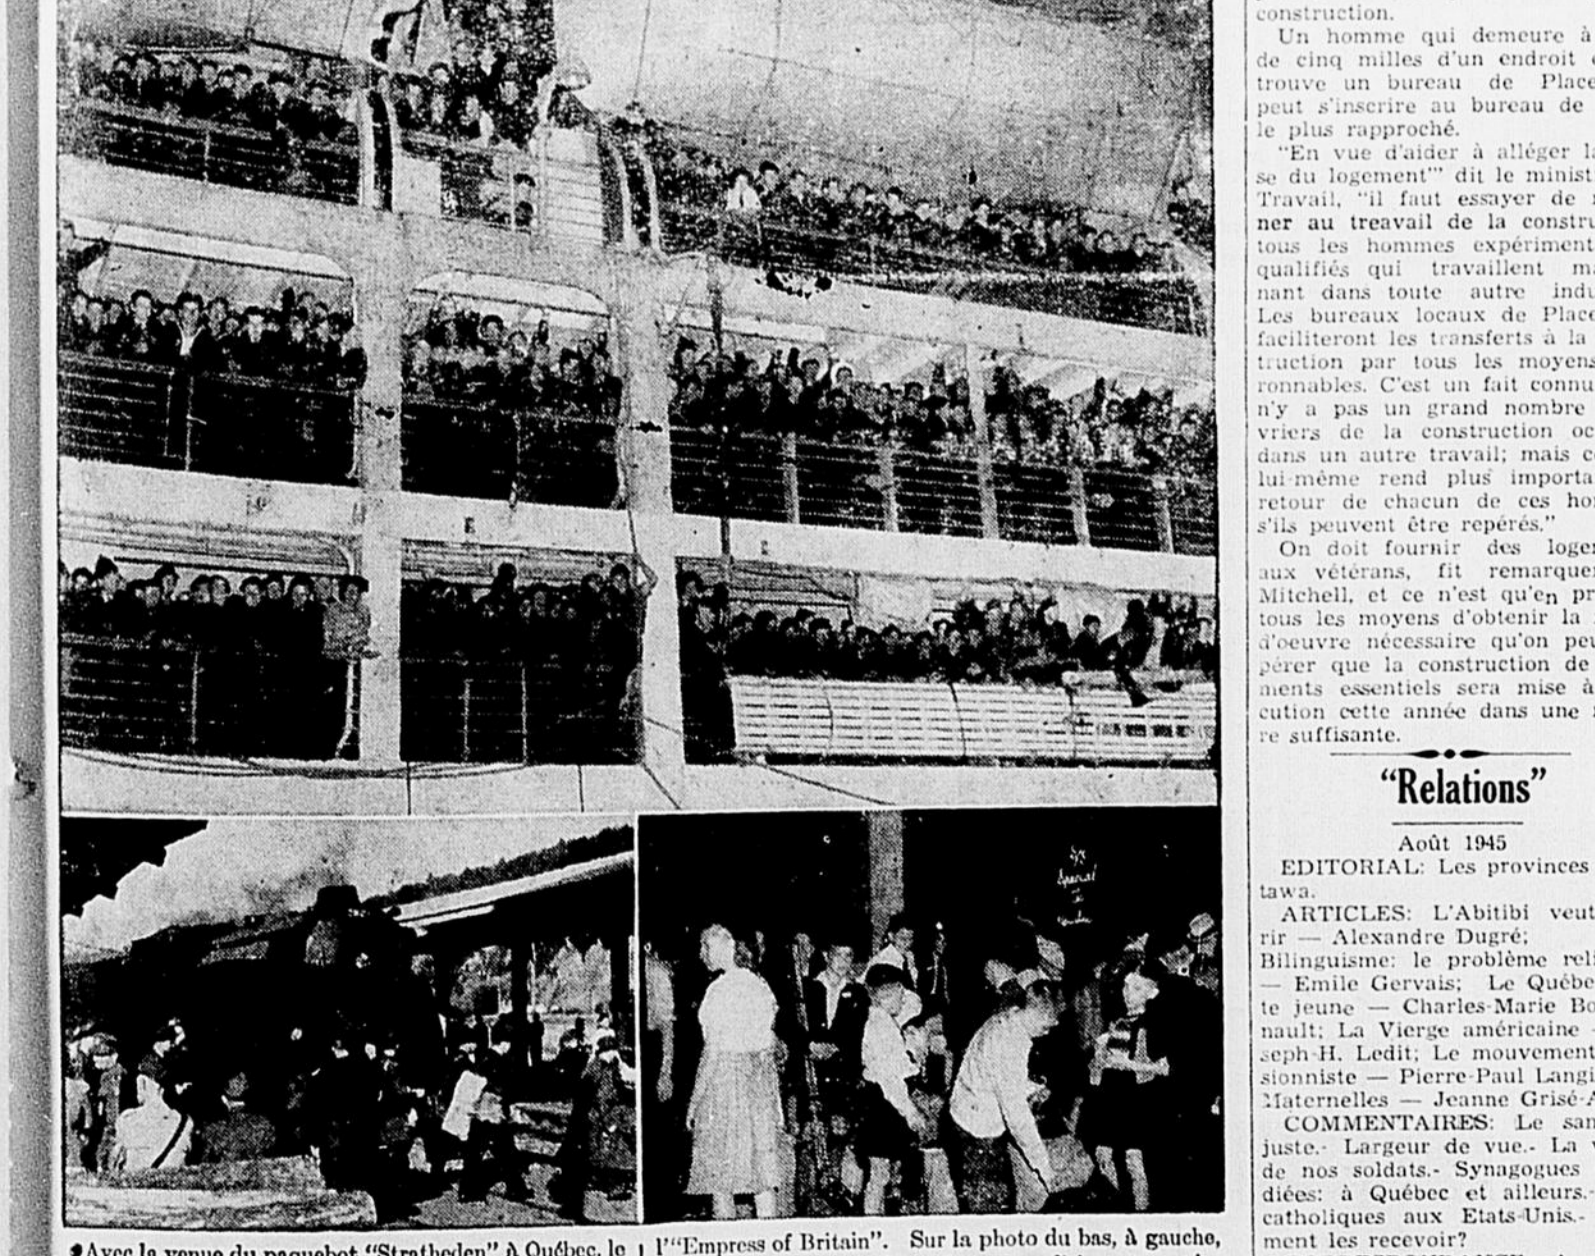 Avec la venue du paquebot "Stratheden" à Québec, le
l'"Empress of Britain". Sur la photo du bas, à gauche,
Special
construction.
Un homme qui demeure à
de cinq milles d'un endroit
trouve un bureau de Place
peut s'inscrire au bureau de
le plus rapproché.
"En vue d'aider à alléger la
se du logement'" dit le minist
Travail, "il faut essayer de
ner au treavail de la constru
tous les hommes expériment
qualifiés qui travaillent ma
nant dans toute autre indu
Les bureaux locaux de Place
faciliteront les transferts à la
truction par tous les moyens
ronnables. C'est un fait connu
n'y a pas un grand nombre
vriers de la construction oc
dans un autre travail; mais ce
lui-même rend plus importa
retour de chacun de ces ho
s'ils peuvent être repérés."
On doit fournir des loge
aux vétérans, fit remarque
Mitchell, et ce n'est qu'en pr
tous les moyens d'obtenir la
d'oeuvre nécessaire qu'on peu
pérer que la construction de
ments essentiels sera mise à
cution cette année dans une
re suffisante.
"Relations"
Août 1945
EDITORIAL: Les provinces
tawa.
ARTICLES: L'Abitibi veut
rir — Alexandre Dugré;
Bilinguisme: le problème reli
— Emile Gervais; Le Québe
te jeune — Charles-Marie Bo
nault; La Vierge américaine
seph-H. Ledit; Le mouvement
sionniste — Pierre-Paul Langi
Maternelles — Jeanne Grisé-A
COMMENTAIRES: Le san
juste.- Largeur de vue.- La
de nos soldats.- Synagogues
diées: à Québec et ailleurs.-
catholiques aux Etats-Unis.-
ment les recevoir?